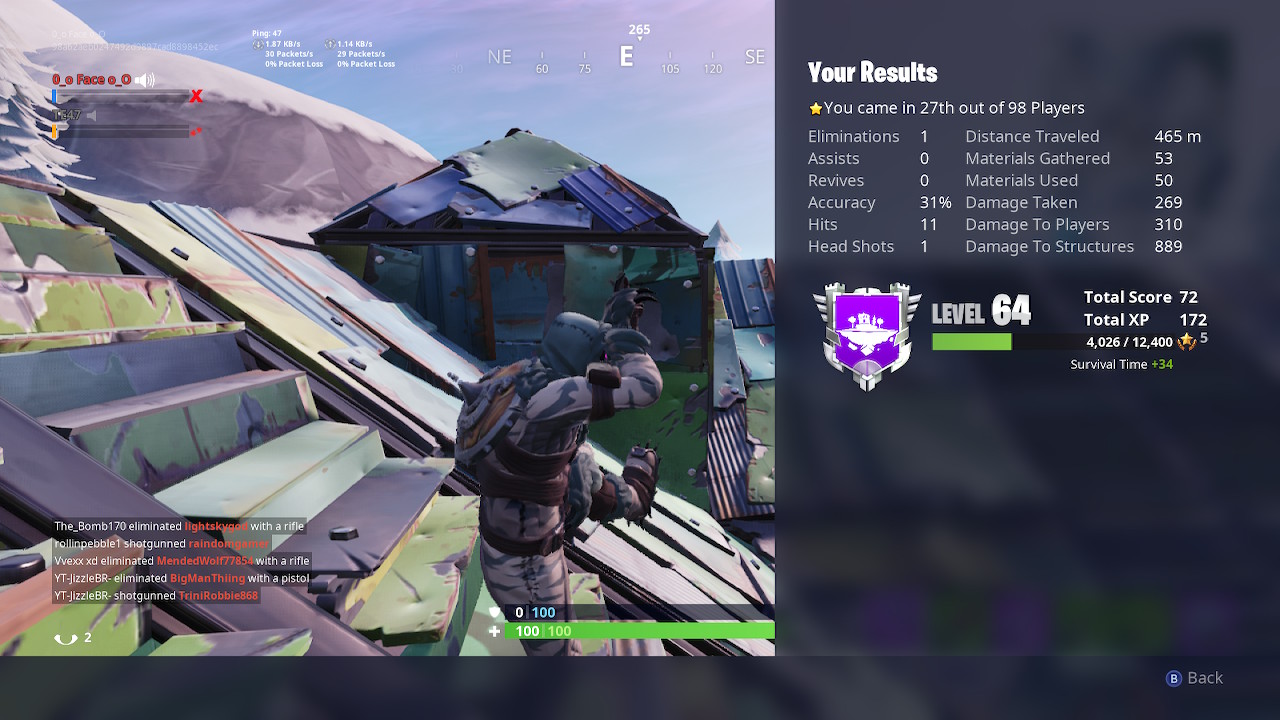 Ping: 47
1.87 KB/s 1.14 KB/s
30 Packets/s 29 Packets/s
0% Packet Loss 0% Packet Loss
265
NE 60 75 E 105 120 SE
0_o Face o_O
Your Results
You came in 27th out of 98 Players
Eliminations 1 Distance Traveled 465 m
Assists 0 Materials Gathered 53
Revives 0 Materials Used 50
Accuracy 31% Damage Taken 269
Hits 11 Damage To Players 310
Head Shots 1 Damage To Structures 889
LEVEL 64
Total Score 72
Total XP 172
4,026 / 12,400 5
Survival Time +34
The_Bomb170 eliminated lightskygod with a rifle
rollinpebble1 shotgunned raindomgamer
Vvexx xd eliminated MendedWolf77854 with a rifle
YT-JizzleBR- eliminated BigManThiing with a pistol
YT-JizzleBR- shotgunned TriniRobbie868
0 100
100 100
2
B Back